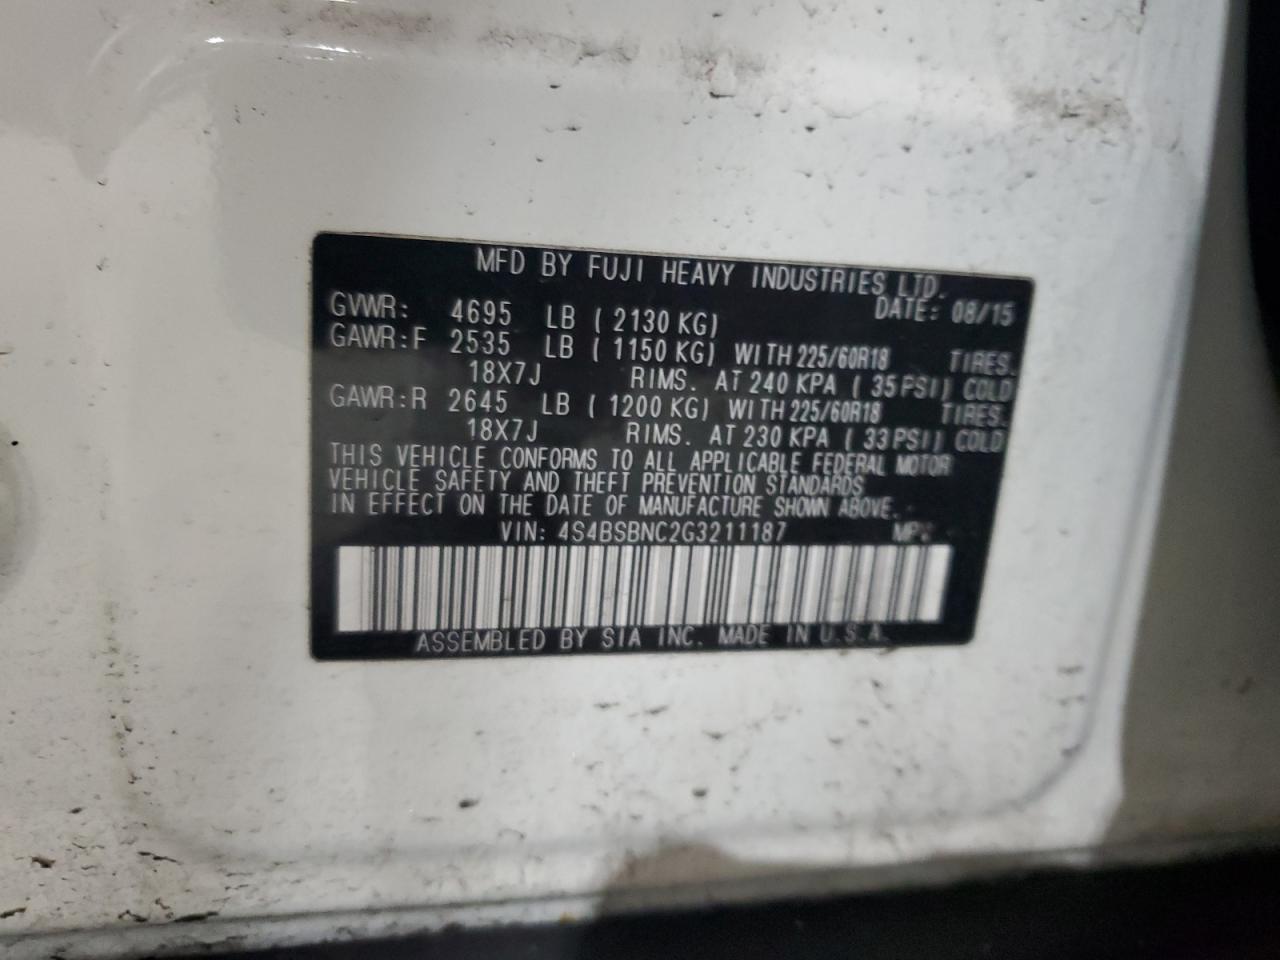 MFD BY FUJI HEAVY INDUSTRIES LTD.
DATE: 08/15
GVWR: 4695 LB ( 2130 KG)
GAWR:F 2535 LB ( 1150 KG) WITH 225/60R18 TIRES.
18X7J RIMS. AT 240 KPA ( 35 PSI) COLD
GAWR:R 2645 LB ( 1200 KG) WITH 225/60R18 TIRES.
18X7J RIMS. AT 230 KPA ( 33 PSI) COLD
THIS VEHICLE CONFORMS TO ALL APPLICABLE FEDERAL MOTOR
VEHICLE SAFETY AND THEFT PREVENTION STANDARDS
IN EFFECT ON THE DATE OF MANUFACTURE SHOWN ABOVE.
VIN: 4S4BSBNC2G3211187 MPV
ASSEMBLED BY SIA INC. MADE IN U.S.A.